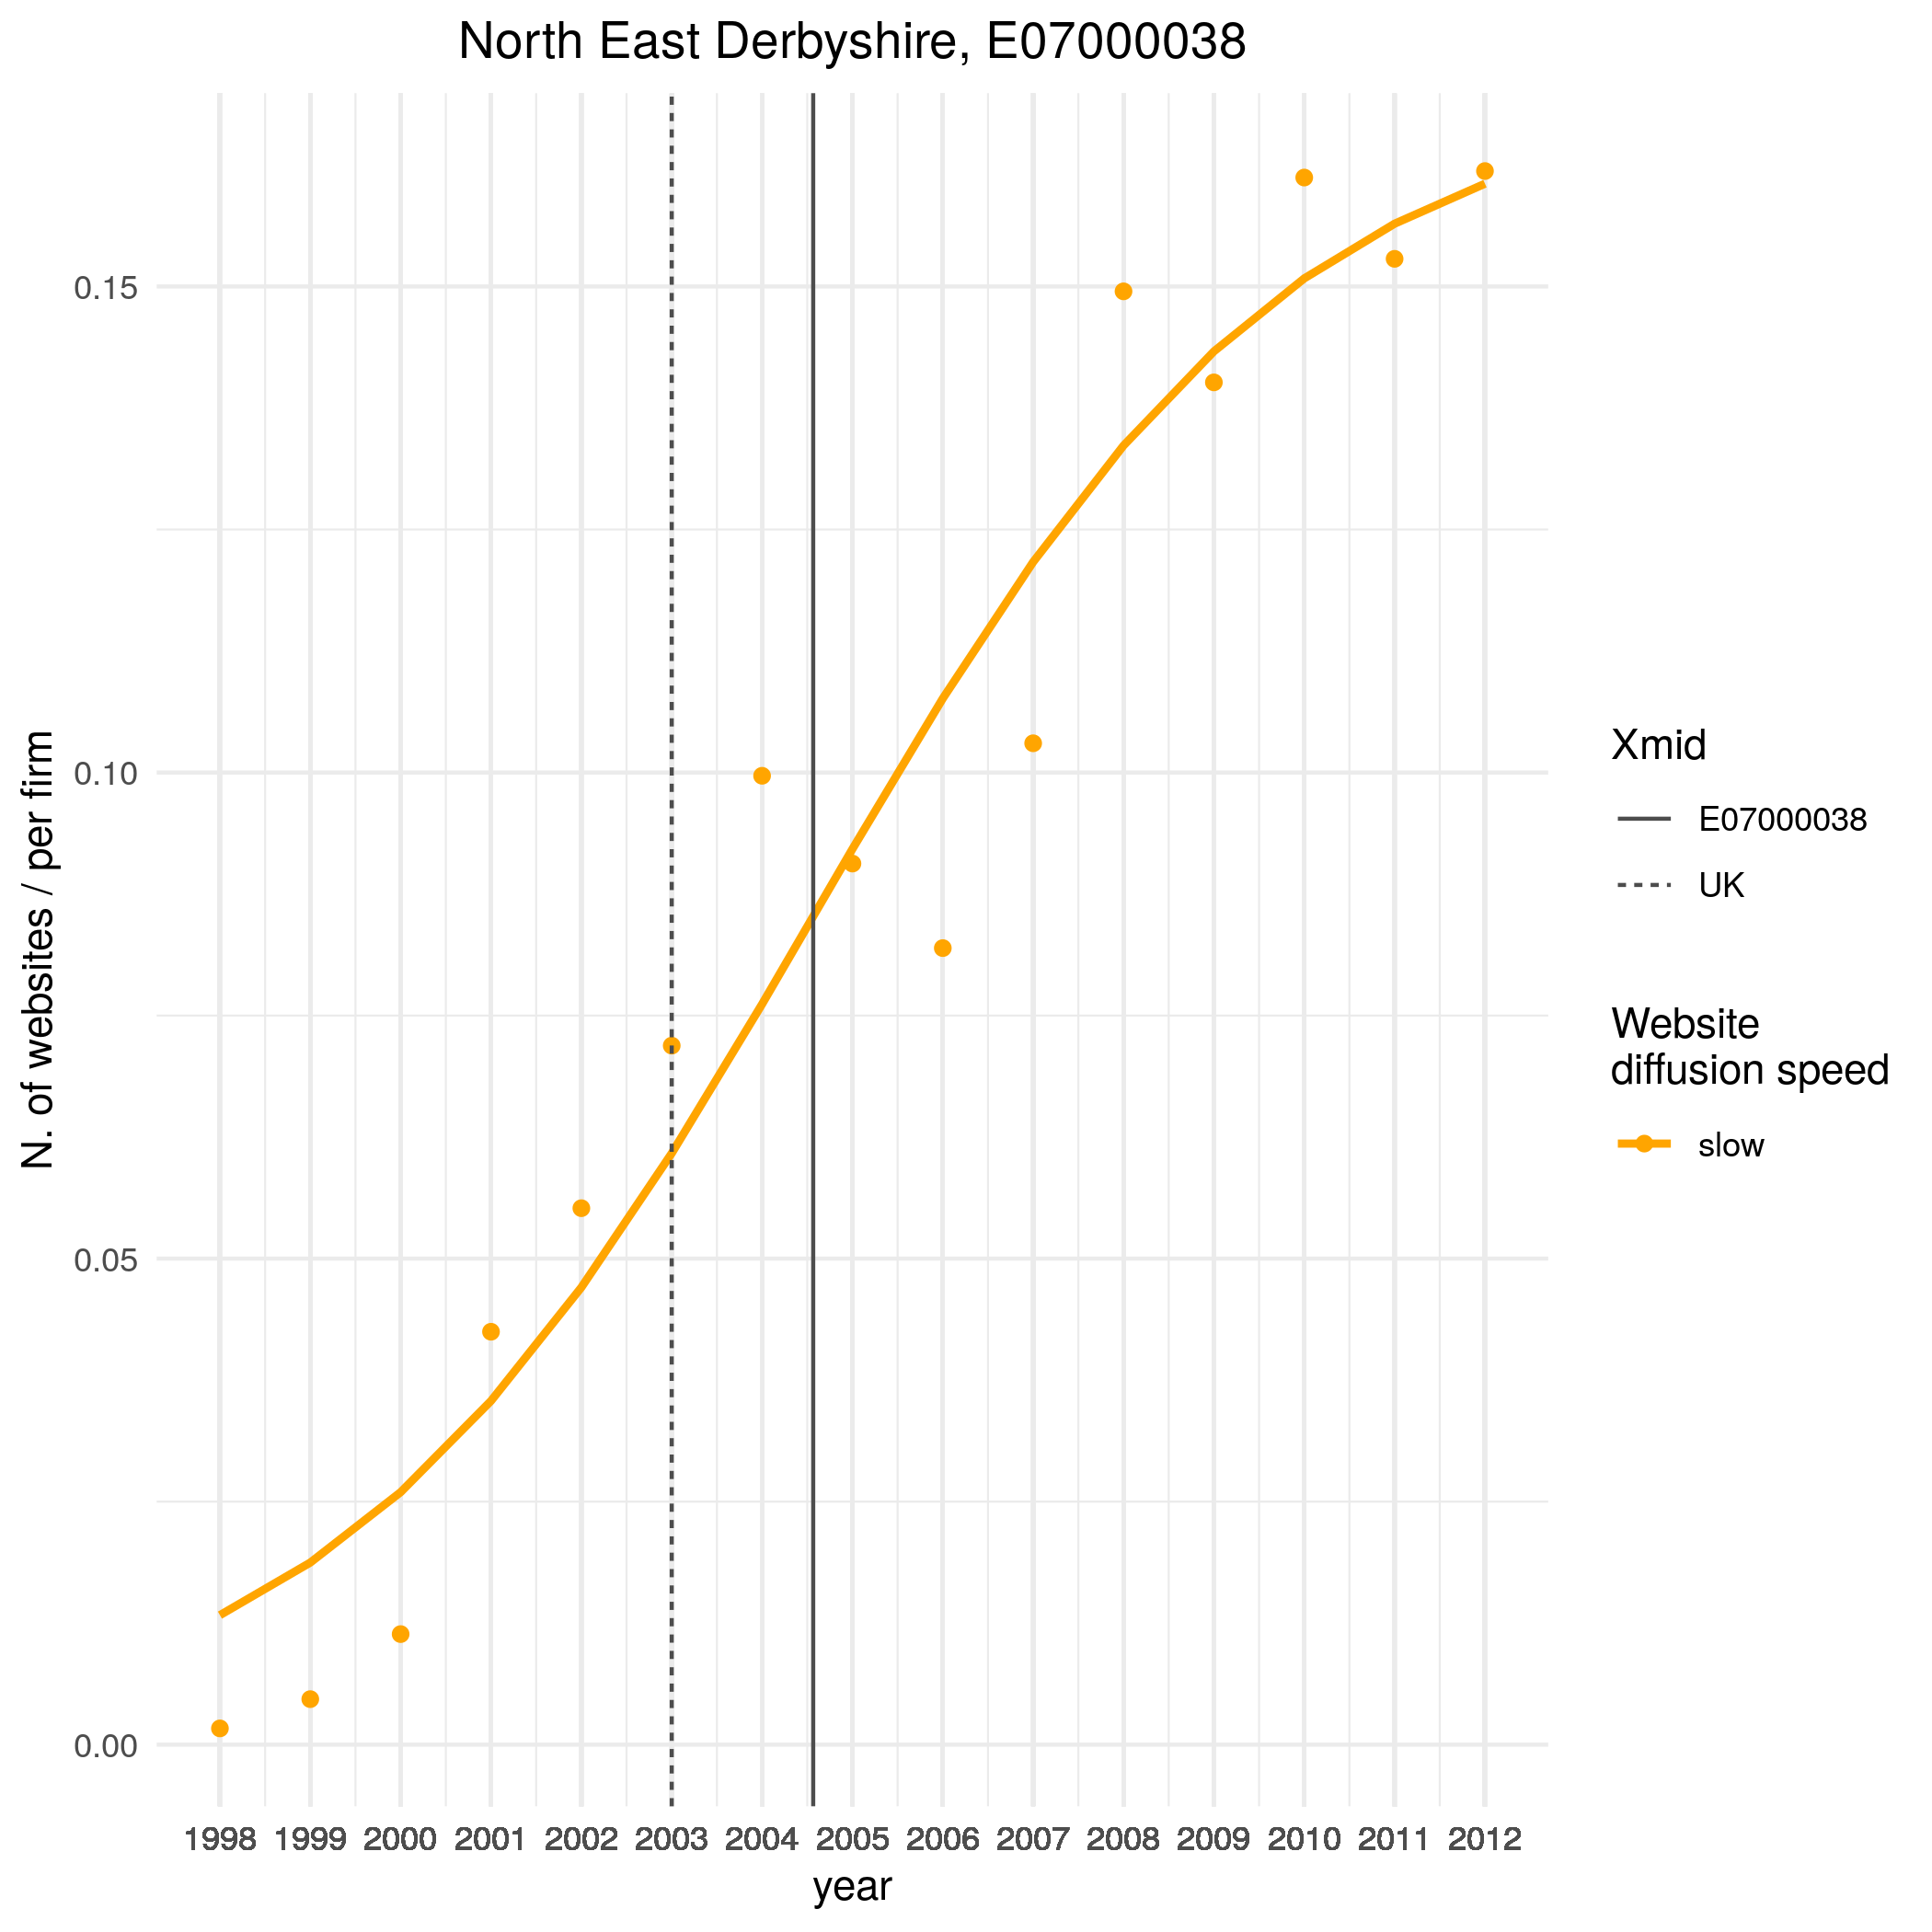 North East Derbyshire, E07000038
N. of websites / per firm
0.15
0.10
0.05
0.00
1998 1999 2000 2001 2002 2003 2004 2005 2006 2007 2008 2009 2010 2011 2012
year
Xmid
E07000038
UK
Website
diffusion speed
slow